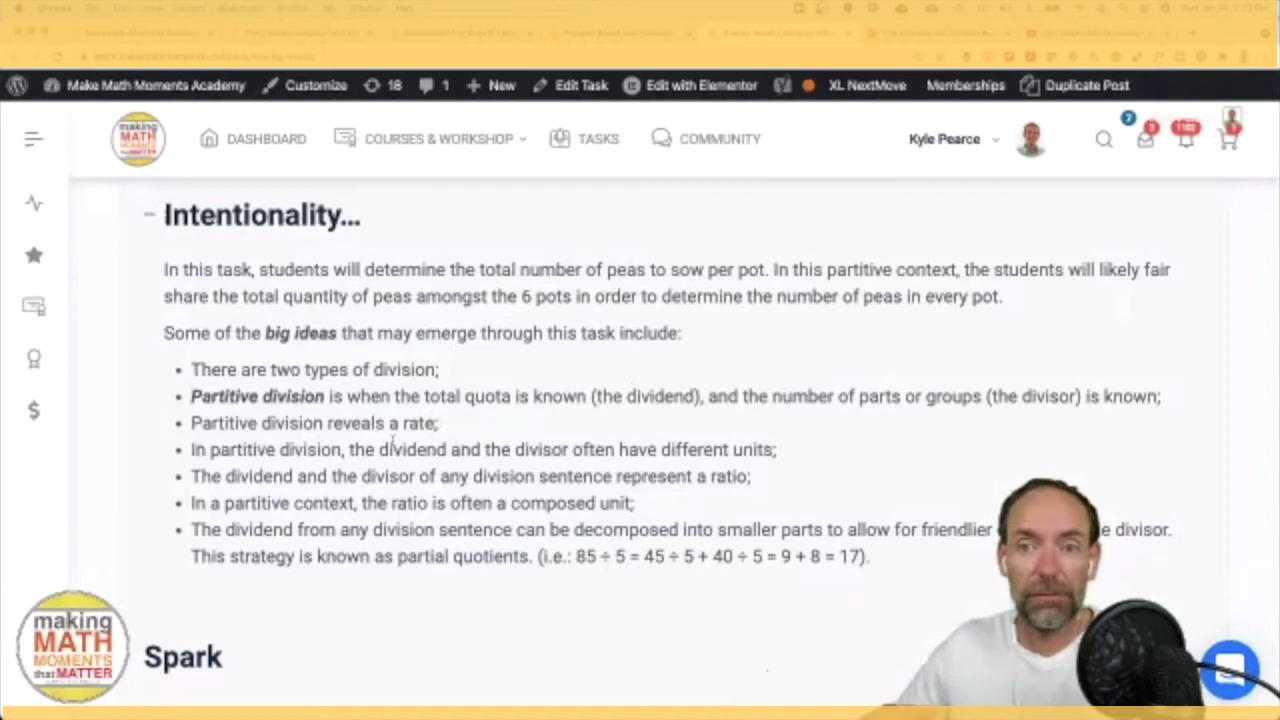 Make Math Moments Academy Customize 18 1 New Edit Task Edit with Elementor XL NextMove Memberships Duplicate Post
making
MATH
MOMENTS
that MATTER
DASHBOARD COURSES & WORKSHOP TASKS COMMUNITY Kyle Pearce
Intentionality...
In this task, students will determine the total number of peas to sow per pot. In this partitive context, the students will likely fair
share the total quantity of peas amongst the 6 pots in order to determine the number of peas in every pot.
Some of the big ideas that may emerge through this task include:
• There are two types of division;
• Partitive division is when the total quota is known (the dividend), and the number of parts or groups (the divisor) is known;
• Partitive division reveals a rate;
• In partitive division, the dividend and the divisor often have different units;
• The dividend and the divisor of any division sentence represent a ratio;
• In a partitive context, the ratio is often a composed unit;
• The dividend from any division sentence can be decomposed into smaller parts to allow for friendlier e divisor.
This strategy is known as partial quotients. (i.e.: 85 ÷ 5 = 45 ÷ 5 + 40 ÷ 5 = 9 + 8 = 17).
making
MATH
MOMENTS
that MATTER
Spark